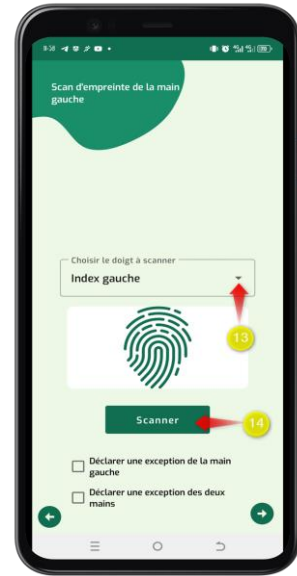 Scan d'empreinte de la main
gauche
Choisir le doigt à scanner
Index gauche
13
Scanner
14
Déclarer une exception de la main
gauche
Déclarer une exception des deux
mains